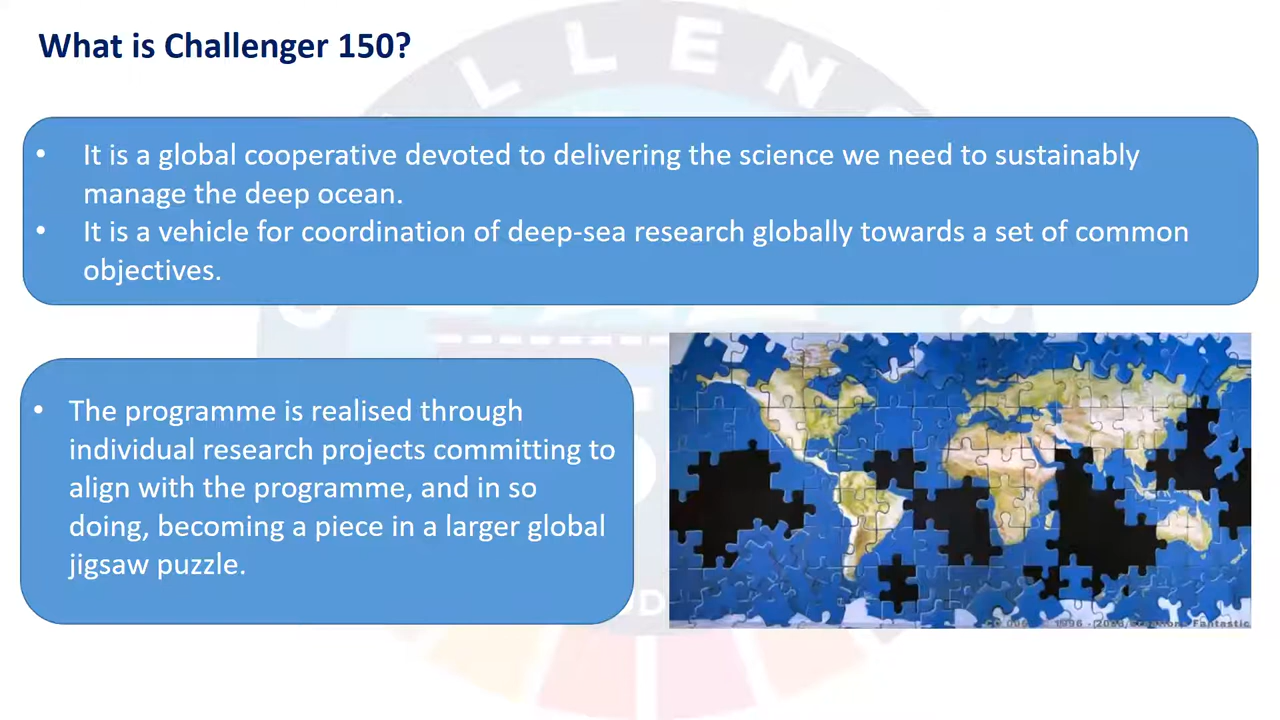 What is Challenger 150?
• It is a global cooperative devoted to delivering the science we need to sustainably
manage the deep ocean.
• It is a vehicle for coordination of deep-sea research globally towards a set of common
objectives.
• The programme is realised through
individual research projects committing to
align with the programme, and in so
doing, becoming a piece in a larger global
jigsaw puzzle.